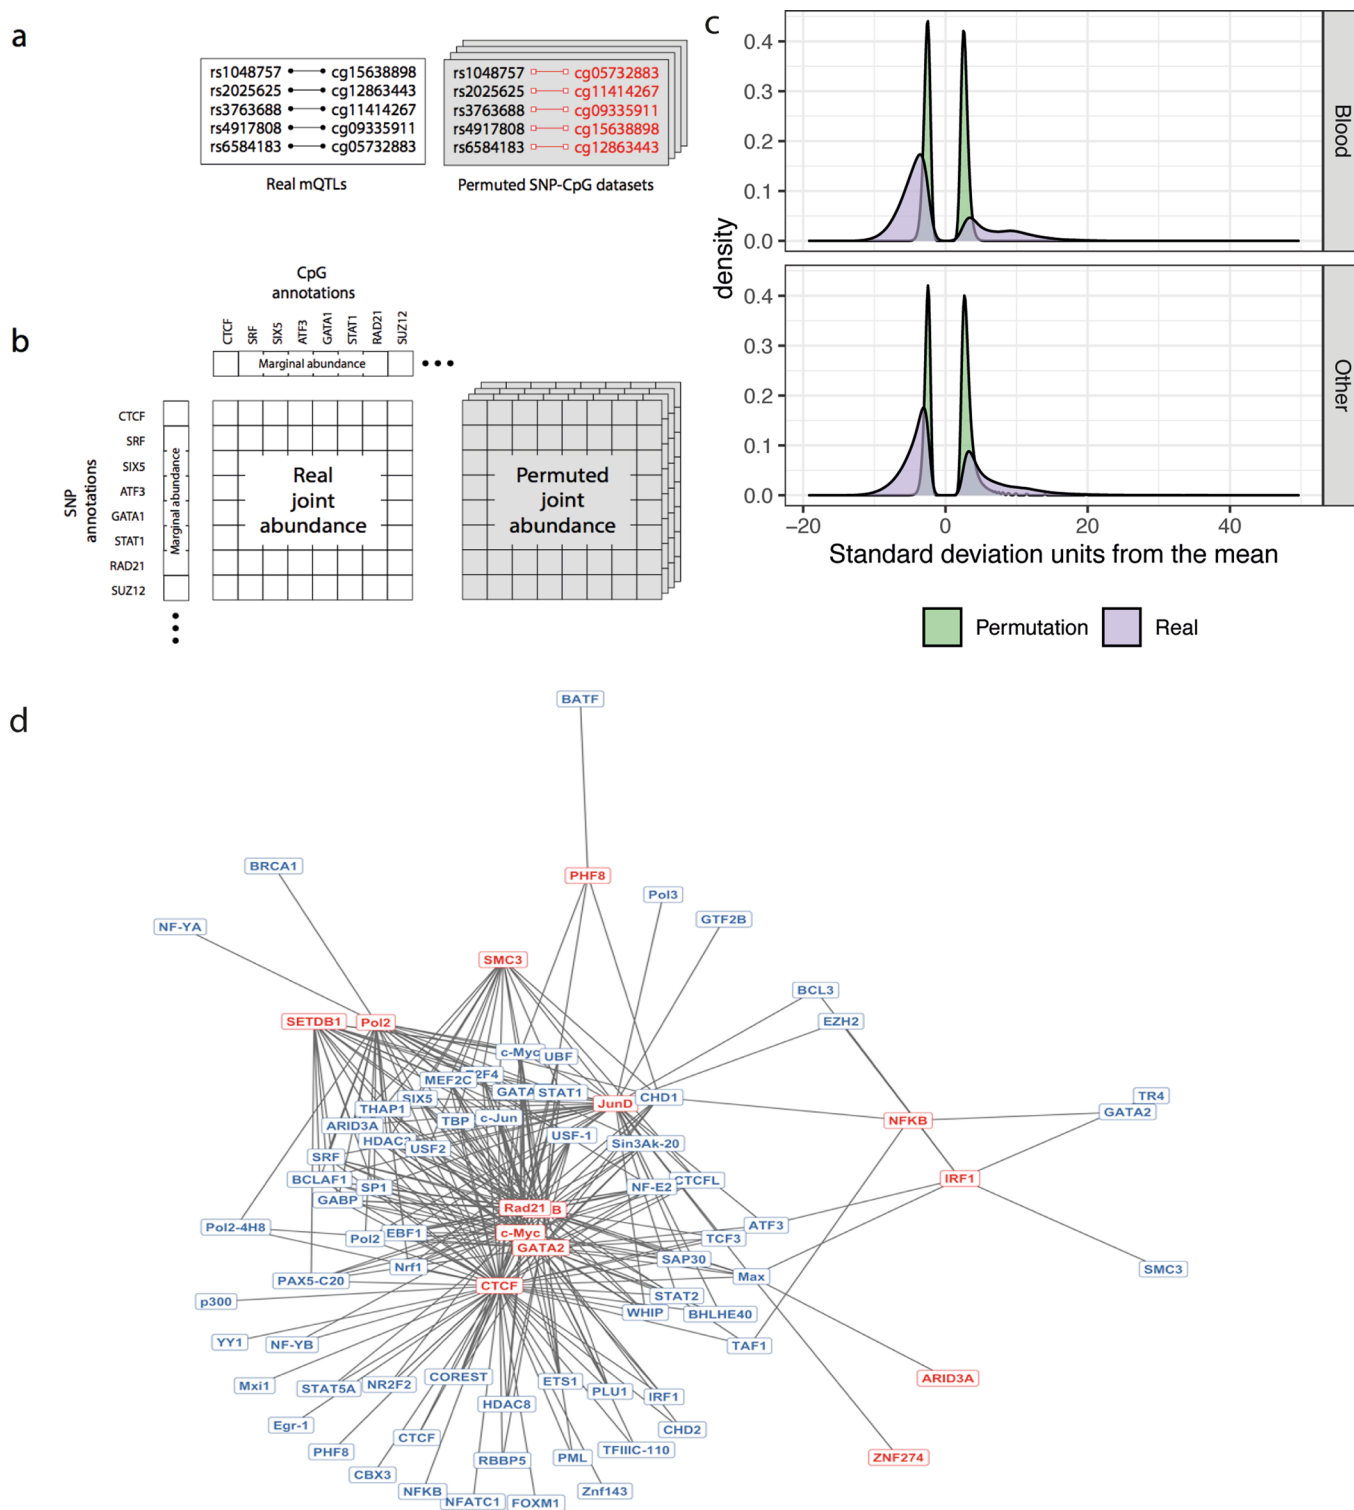 a
rs1048757 cg15638898
rs2025625 cg12863443
rs3763688 cg11414267
rs4917808 cg09335911
rs6584183 cg05732883
Real mQTLs
rs1048757 cg05732883
rs2025625 cg11414267
rs3763688 cg09335911
rs4917808 cg15638898
rs6584183 cg12863443
Permuted SNP-CpG datasets
b
CpG
annotations
CTCF
SRF
SIX5
ATF3
GATA1
STAT1
RAD21
SUZ12
Marginal abundance
SNP
annotations
CTCF
SRF
SIX5
ATF3
GATA1
STAT1
RAD21
SUZ12
Marginal abundance
Real
joint
abundance
Permuted
joint
abundance
c
density
0.4
0.3
0.2
0.1
0.0
Blood
0.4
0.3
0.2
0.1
0.0
Other
−20 0 20 40
Standard deviation units from the mean
Permutation Real
d
BATF
BRCA1
PHF8
Pol3
GTF2B
NF-YA
SMC3
BCL3
SETDB1
Pol2
EZH2
c-Myc
UBF
MEF2C
E2F4
GATA
STAT1
SIX5
CHD1
JunD
TR4
GATA2
THAP1
ARID3A
TBP
c-Jun
NFKB
HDAC2
USF2
USF-1
Sin3Ak-20
SRF
BCLAF1
SP1
NF-E2
CTCFL
IRF1
GABP
Rad21
B
Pol2-4H8
Pol2
EBF1
c-Myc
GATA2
ATF3
TCF3
SAP30
Nrf1
Max
SMC3
PAX5-C20
CTCF
p300
STAT2
WHIP
BHLHE40
YY1
NF-YB
TAF1
Mxi1
STAT5A
NR2F2
COREST
ETS1
PLU1
IRF1
ARID3A
HDAC8
Egr-1
CHD2
CTCF
PHF8
TFIIIC-110
ZNF274
CBX3
RBBP5
PML
NFKB
NFATC1
FOXM1
Znf143